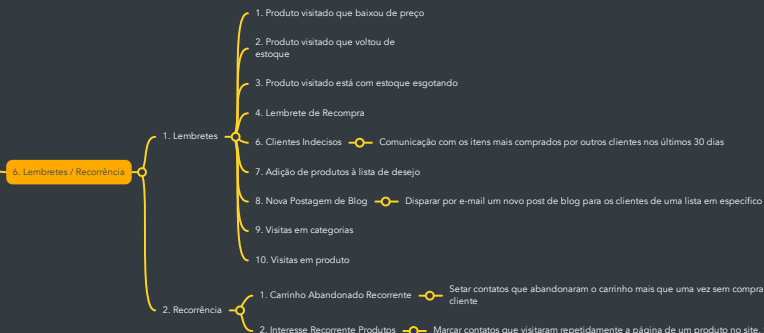 1. Produto visitado que baixou de preço
2. Produto visitado que voltou de
estoque
3. Produto visitado está com estoque esgotando
4. Lembrete de Recompra
1. Lembretes
6. Clientes Indecisos
Comunicação com os itens mais comprados por outros clientes nos últimos 30 dias
6. Lembretes / Recorrência
7. Adição de produtos à lista de desejo
8. Nova Postagem de Blog
Disparar por e-mail um novo post de blog para os clientes de uma lista em específico
9. Visitas em categorias
10. Visitas em produto
2. Recorrência
1. Carrinho Abandonado Recorrente
Setar contatos que abandonaram o carrinho mais que uma vez sem compra
cliente
2. Interesse Recorrente Produtos
Marcar contatos que visitaram repetidamente a página de um produto no site.